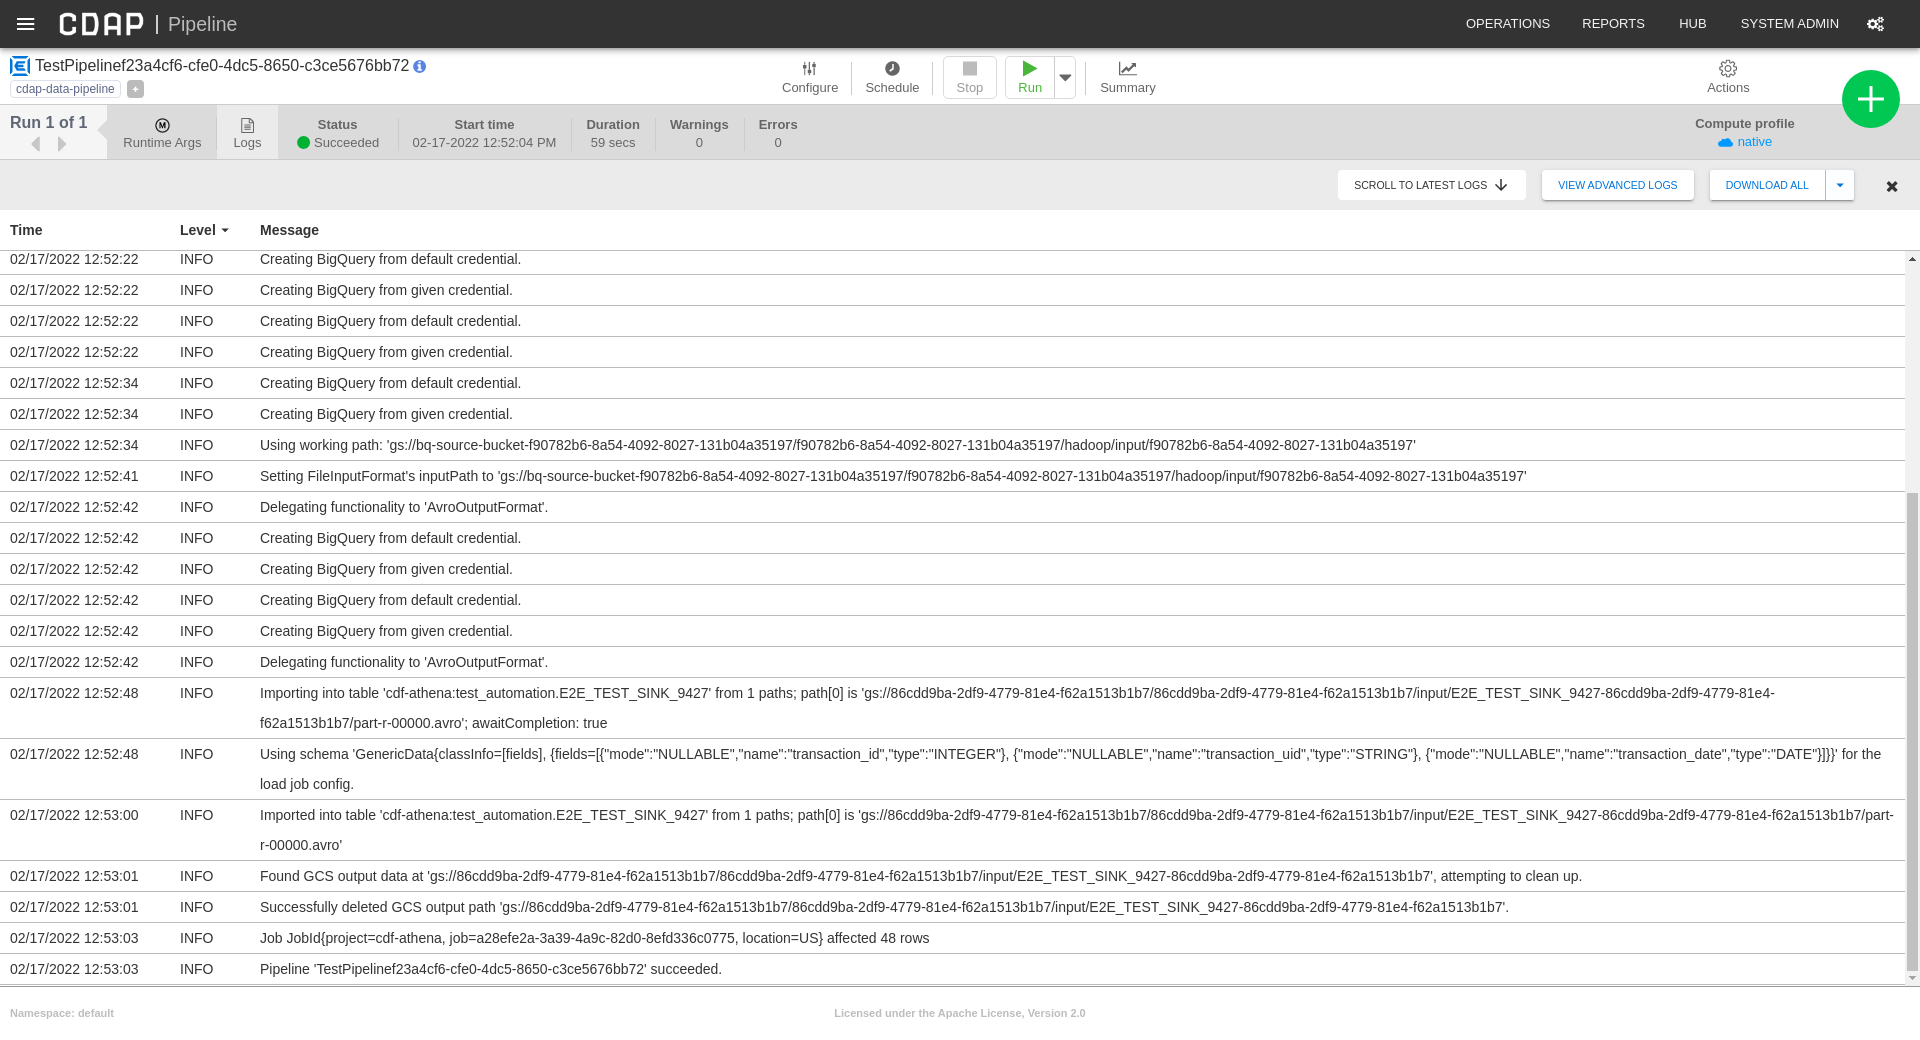 CDAP | Pipeline
OPERATIONS REPORTS HUB SYSTEM ADMIN
TestPipelinef23a4cf6-cfe0-4dc5-8650-c3ce5676bb72
cdap-data-pipeline +
Configure Schedule Stop Run Summary Actions
Run 1 of 1
Runtime Args
Logs
Status
Succeeded
Start time
02-17-2022 12:52:04 PM
Duration
59 secs
Warnings
0
Errors
0
Compute profile
native
SCROLL TO LATEST LOGS VIEW ADVANCED LOGS DOWNLOAD ALL
Time Level Message
02/17/2022 12:52:22 INFO Creating BigQuery from default credential.
02/17/2022 12:52:22 INFO Creating BigQuery from given credential.
02/17/2022 12:52:22 INFO Creating BigQuery from default credential.
02/17/2022 12:52:22 INFO Creating BigQuery from given credential.
02/17/2022 12:52:34 INFO Creating BigQuery from default credential.
02/17/2022 12:52:34 INFO Creating BigQuery from given credential.
02/17/2022 12:52:34 INFO Using working path: 'gs://bq-source-bucket-f90782b6-8a54-4092-8027-131b04a35197/f90782b6-8a54-4092-8027-131b04a35197/hadoop/input/f90782b6-8a54-4092-8027-131b04a35197'
02/17/2022 12:52:41 INFO Setting FileInputFormat's inputPath to 'gs://bq-source-bucket-f90782b6-8a54-4092-8027-131b04a35197/f90782b6-8a54-4092-8027-131b04a35197/hadoop/input/f90782b6-8a54-4092-8027-131b04a35197'
02/17/2022 12:52:42 INFO Delegating functionality to 'AvroOutputFormat'.
02/17/2022 12:52:42 INFO Creating BigQuery from default credential.
02/17/2022 12:52:42 INFO Creating BigQuery from given credential.
02/17/2022 12:52:42 INFO Creating BigQuery from default credential.
02/17/2022 12:52:42 INFO Creating BigQuery from given credential.
02/17/2022 12:52:42 INFO Delegating functionality to 'AvroOutputFormat'.
02/17/2022 12:52:48 INFO Importing into table 'cdf-athena:test_automation.E2E_TEST_SINK_9427' from 1 paths; path[0] is 'gs://86cdd9ba-2df9-4779-81e4-f62a1513b1b7/86cdd9ba-2df9-4779-81e4-f62a1513b1b7/input/E2E_TEST_SINK_9427-86cdd9ba-2df9-4779-81e4-
f62a1513b1b7/part-r-00000.avro'; awaitCompletion: true
02/17/2022 12:52:48 INFO Using schema 'GenericData{classInfo=[fields], {fields=[{"mode":"NULLABLE","name":"transaction_id","type":"INTEGER"}, {"mode":"NULLABLE","name":"transaction_uid","type":"STRING"}, {"mode":"NULLABLE","name":"transaction_date","type":"DATE"}]}}' for the
load job config.
02/17/2022 12:53:00 INFO Imported into table 'cdf-athena:test_automation.E2E_TEST_SINK_9427' from 1 paths; path[0] is 'gs://86cdd9ba-2df9-4779-81e4-f62a1513b1b7/86cdd9ba-2df9-4779-81e4-f62a1513b1b7/input/E2E_TEST_SINK_9427-86cdd9ba-2df9-4779-81e4-f62a1513b1b7/part-
r-00000.avro'
02/17/2022 12:53:01 INFO Found GCS output data at 'gs://86cdd9ba-2df9-4779-81e4-f62a1513b1b7/86cdd9ba-2df9-4779-81e4-f62a1513b1b7/input/E2E_TEST_SINK_9427-86cdd9ba-2df9-4779-81e4-f62a1513b1b7', attempting to clean up.
02/17/2022 12:53:01 INFO Successfully deleted GCS output path 'gs://86cdd9ba-2df9-4779-81e4-f62a1513b1b7/86cdd9ba-2df9-4779-81e4-f62a1513b1b7/input/E2E_TEST_SINK_9427-86cdd9ba-2df9-4779-81e4-f62a1513b1b7'.
02/17/2022 12:53:03 INFO Job JobId{project=cdf-athena, job=a28efe2a-3a39-4a9c-82d0-8efd336c0775, location=US} affected 48 rows
02/17/2022 12:53:03 INFO Pipeline 'TestPipelinef23a4cf6-cfe0-4dc5-8650-c3ce5676bb72' succeeded.
Namespace: default
Licensed under the Apache License, Version 2.0